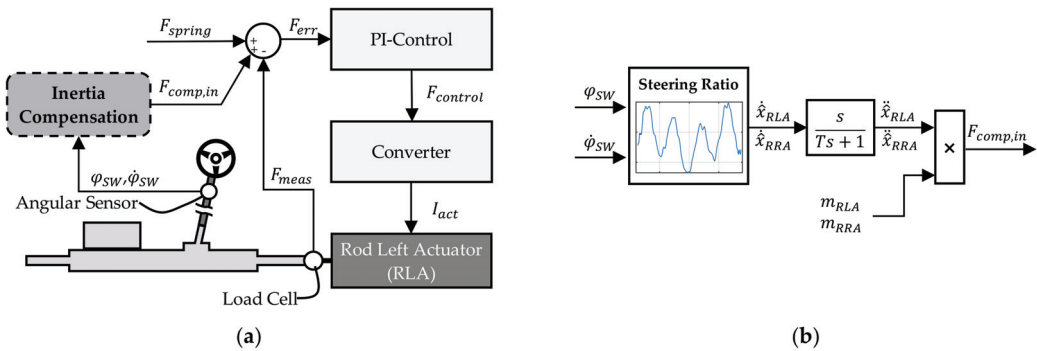 F_spring
F_err
PI-Control
F_comp,in
Inertia
Compensation
F_control
Converter
F_meas
φ_SW, φ̇_SW
Angular Sensor
I_act
Rod Left Actuator
(RLA)
Load Cell
+
+ -
(a)
Steering Ratio
φ_SW
φ̇_SW
ẋ̂_RLA
ẋ̂_RRA
s
Ts + 1
ẍ̂_RLA
ẍ̂_RRA
×
F_comp,in
m_RLA
m_RRA
(b)